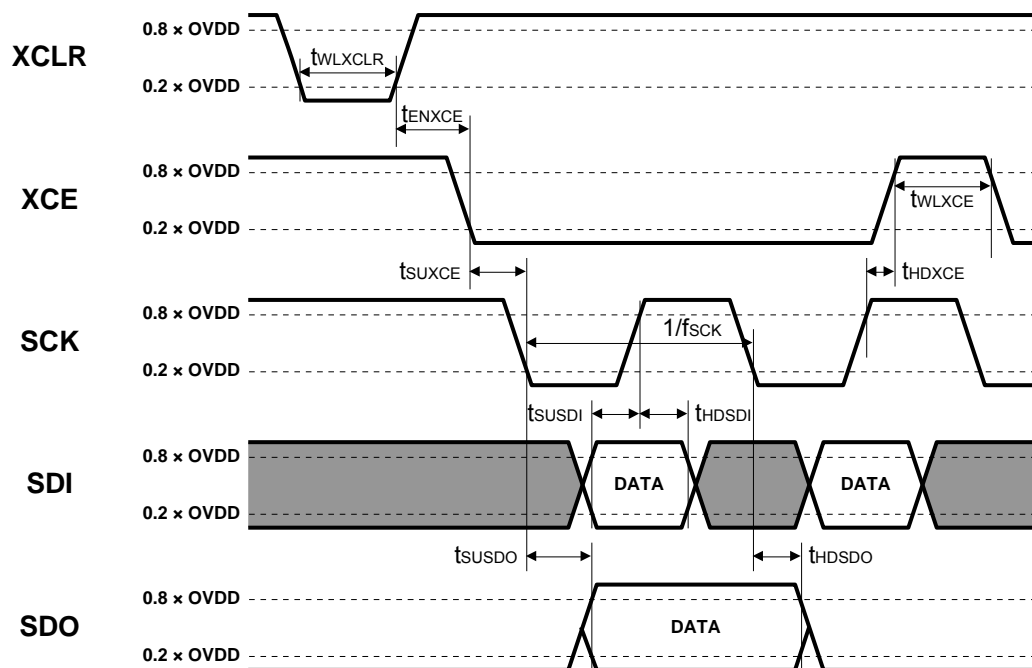 XCLR
0.8 × OVDD
tWLXCLR
0.2 × OVDD
tENXCE
XCE
0.8 × OVDD
tWLXCE
0.2 × OVDD
tSUXCE
tHDXCE
SCK
0.8 × OVDD
1/fSCK
0.2 × OVDD
tSUSDI
tHDSDI
SDI
0.8 × OVDD
DATA
DATA
0.2 × OVDD
tSUSDO
tHDSDO
SDO
0.8 × OVDD
DATA
0.2 × OVDD